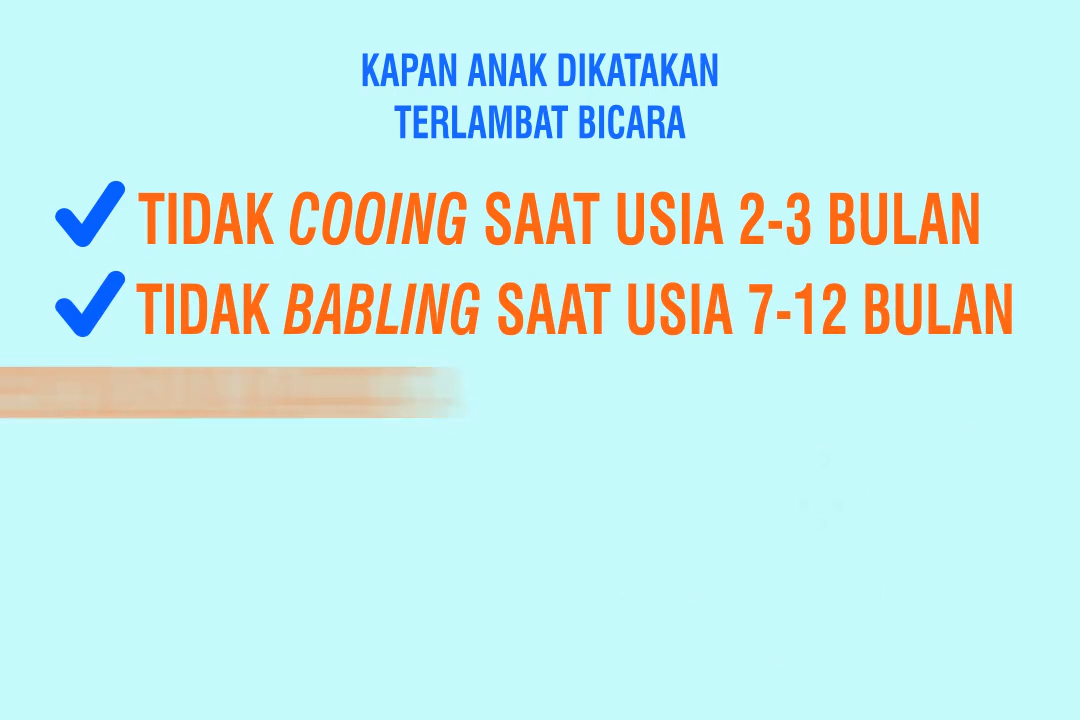 KAPAN ANAK DIKATAKAN
TERLAMBAT BICARA
TIDAK COOING SAAT USIA 2-3 BULAN
TIDAK BABLING SAAT USIA 7-12 BULAN